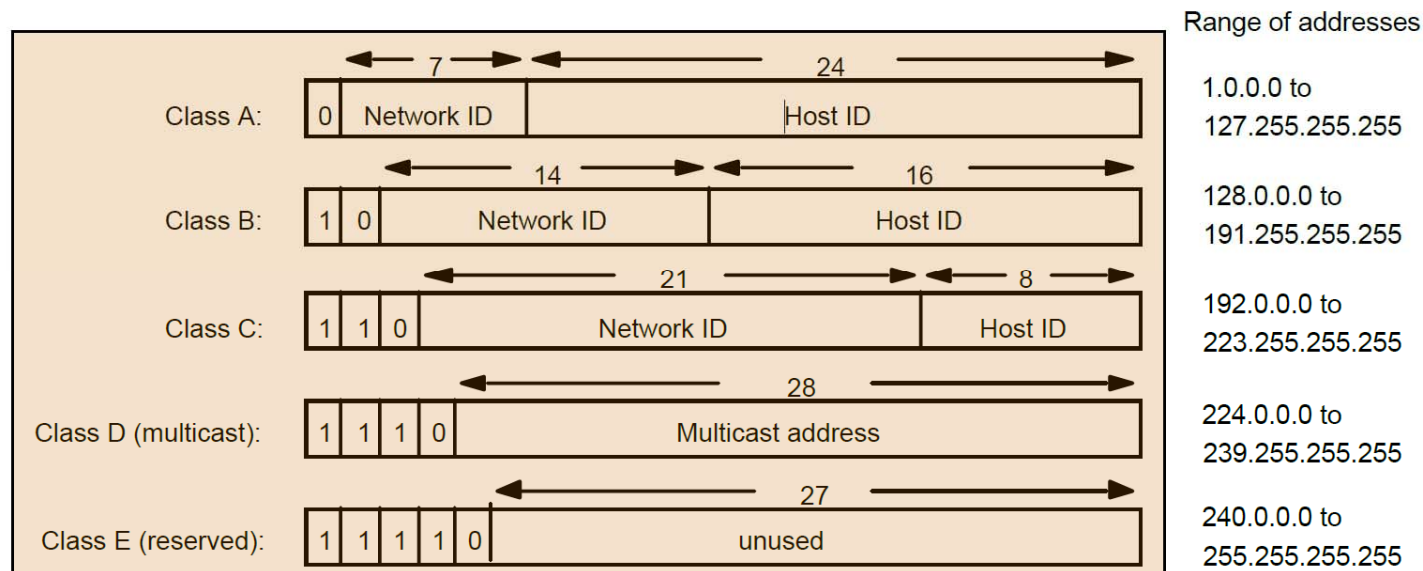 Range of addresses
7 24
Class A: 0 Network ID Host ID
1.0.0.0 to
127.255.255.255
14 16
Class B: 1 0 Network ID Host ID
128.0.0.0 to
191.255.255.255
21 8
Class C: 1 1 0 Network ID Host ID
192.0.0.0 to
223.255.255.255
28
Class D (multicast): 1 1 1 0 Multicast address
224.0.0.0 to
239.255.255.255
27
Class E (reserved): 1 1 1 1 0 unused
240.0.0.0 to
255.255.255.255